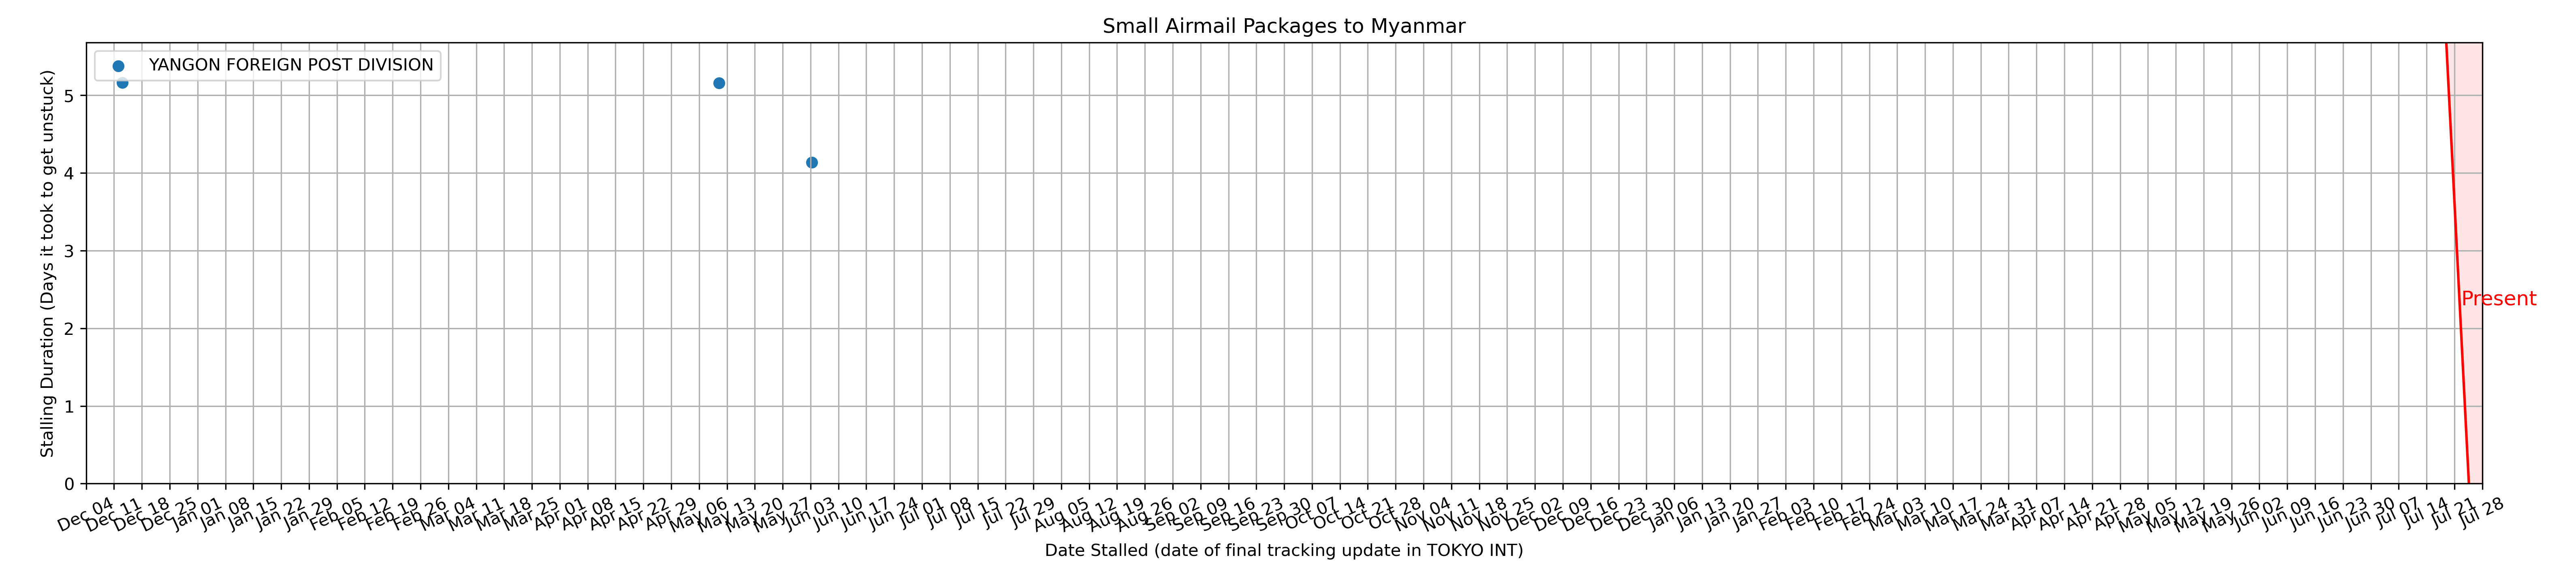 Small Airmail Packages to Myanmar
YANGON FOREIGN POST DIVISION
Stalling Duration (Days it took to get unstuck)
5
4
3
2
1
0
Present
Dec 04
Dec 11
Dec 18
Dec 25
Jan 01
Jan 08
Jan 15
Jan 22
Jan 29
Feb 05
Feb 12
Feb 19
Feb 26
Mar 04
Mar 11
Mar 18
Mar 25
Apr 01
Apr 08
Apr 15
Apr 22
Apr 29
May 06
May 13
May 20
May 27
Jun 03
Jun 10
Jun 17
Jun 24
Jul 01
Jul 08
Jul 15
Jul 22
Jul 29
Aug 05
Aug 12
Aug 19
Aug 26
Sep 02
Sep 09
Sep 16
Sep 23
Sep 30
Oct 07
Oct 14
Oct 21
Oct 28
Nov 04
Nov 11
Nov 18
Nov 25
Dec 02
Dec 09
Dec 16
Dec 23
Dec 30
Jan 06
Jan 13
Jan 20
Jan 27
Feb 03
Feb 10
Feb 17
Feb 24
Mar 03
Mar 10
Mar 17
Mar 24
Mar 31
Apr 07
Apr 14
Apr 21
Apr 28
May 05
May 12
May 19
May 26
Jun 02
Jun 09
Jun 16
Jun 23
Jun 30
Jul 07
Jul 14
Jul 21
Jul 28
Date Stalled (date of final tracking update in TOKYO INT)